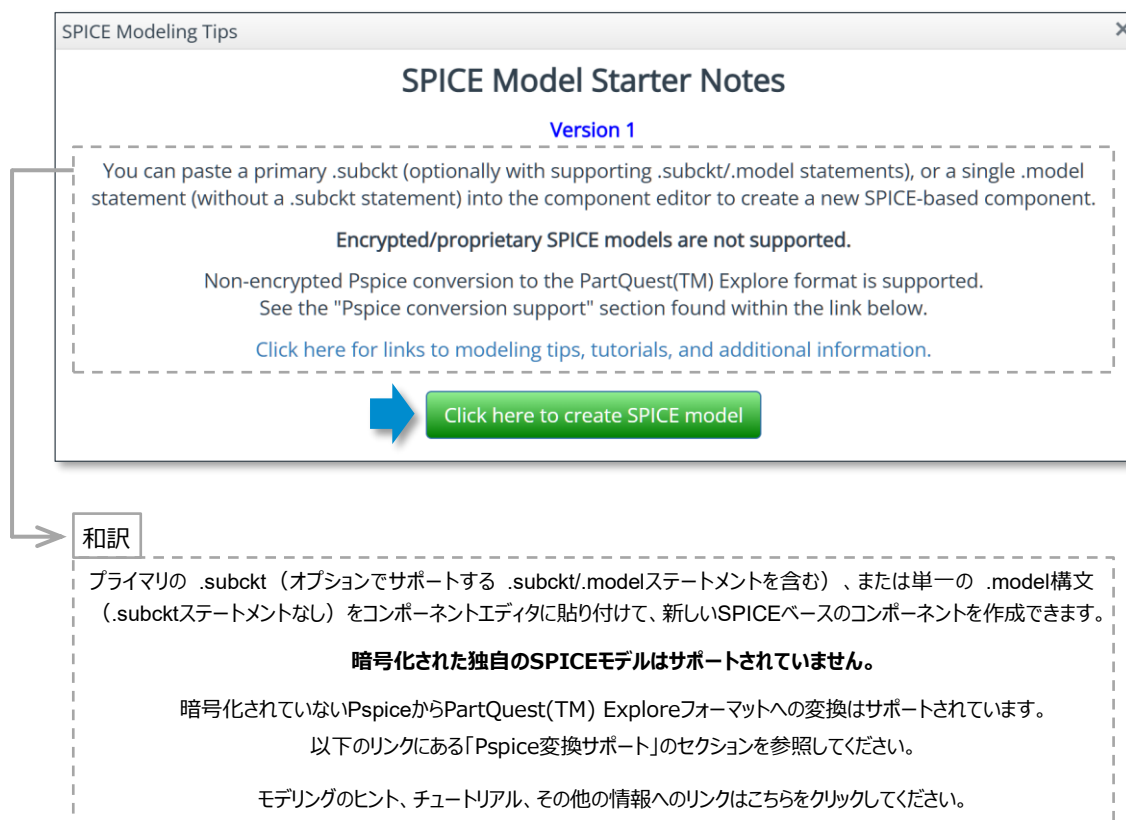 SPICE Modeling Tips
×
SPICE Model Starter Notes
Version 1
You can paste a primary .subckt (optionally with supporting .subckt/.model statements), or a single .model
statement (without a .subckt statement) into the component editor to create a new SPICE-based component.
Encrypted/proprietary SPICE models are not supported.
Non-encrypted Pspice conversion to the PartQuest(TM) Explore format is supported.
See the "Pspice conversion support" section found within the link below.
Click here for links to modeling tips, tutorials, and additional information.
Click here to create SPICE model
和訳
プライマリの .subckt（オプションでサポートする .subckt/.modelステートメントを含む）、または単一の .model構文
（.subcktステートメントなし）をコンポーネントエディタに貼り付けて、新しいSPICEベースのコンポーネントを作成できます。
暗号化された独自のSPICEモデルはサポートされていません。
暗号化されていないPspiceからPartQuest(TM) Exploreフォーマットへの変換はサポートされています。
以下のリンクにある「Pspice変換サポート」のセクションを参照してください。
モデリングのヒント、チュートリアル、その他の情報へのリンクはこちらをクリックしてください。